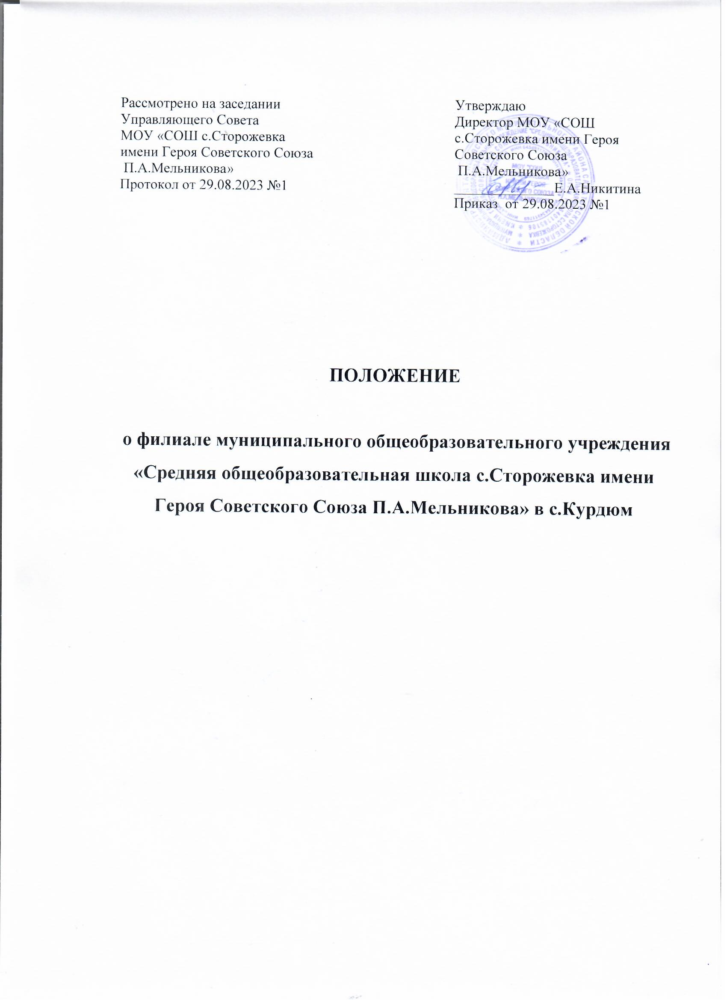 Рассмотрено на заседании
Управляющего Совета
МОУ «СОШ с.Сторожевка
имени Героя Советского Союза
П.А.Мельникова»
Протокол от 29.08.2023 №1
Утверждаю
Директор МОУ «СОШ
с.Сторожевка имени Героя
Советского Союза
П.А.Мельникова»
______________Е.А.Никитина
Приказ от 29.08.2023 №1
ПОЛОЖЕНИЕ
о филиале муниципального общеобразовательного учреждения
«Средняя общеобразовательная школа с.Сторожевка имени
Героя Советского Союза П.А.Мельникова» в с.Курдюм